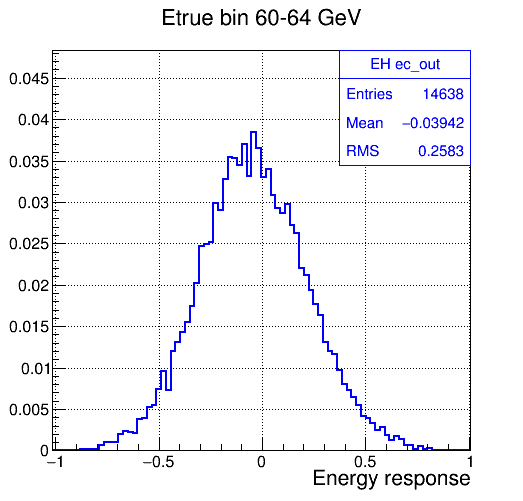 Etrue bin 60-64 GeV
EH ec_out
Entries 14638
Mean −0.03942
RMS 0.2583
0.045
0.04
0.035
0.03
0.025
0.02
0.015
0.01
0.005
0
−1 −0.5 0 0.5 1
Energy response